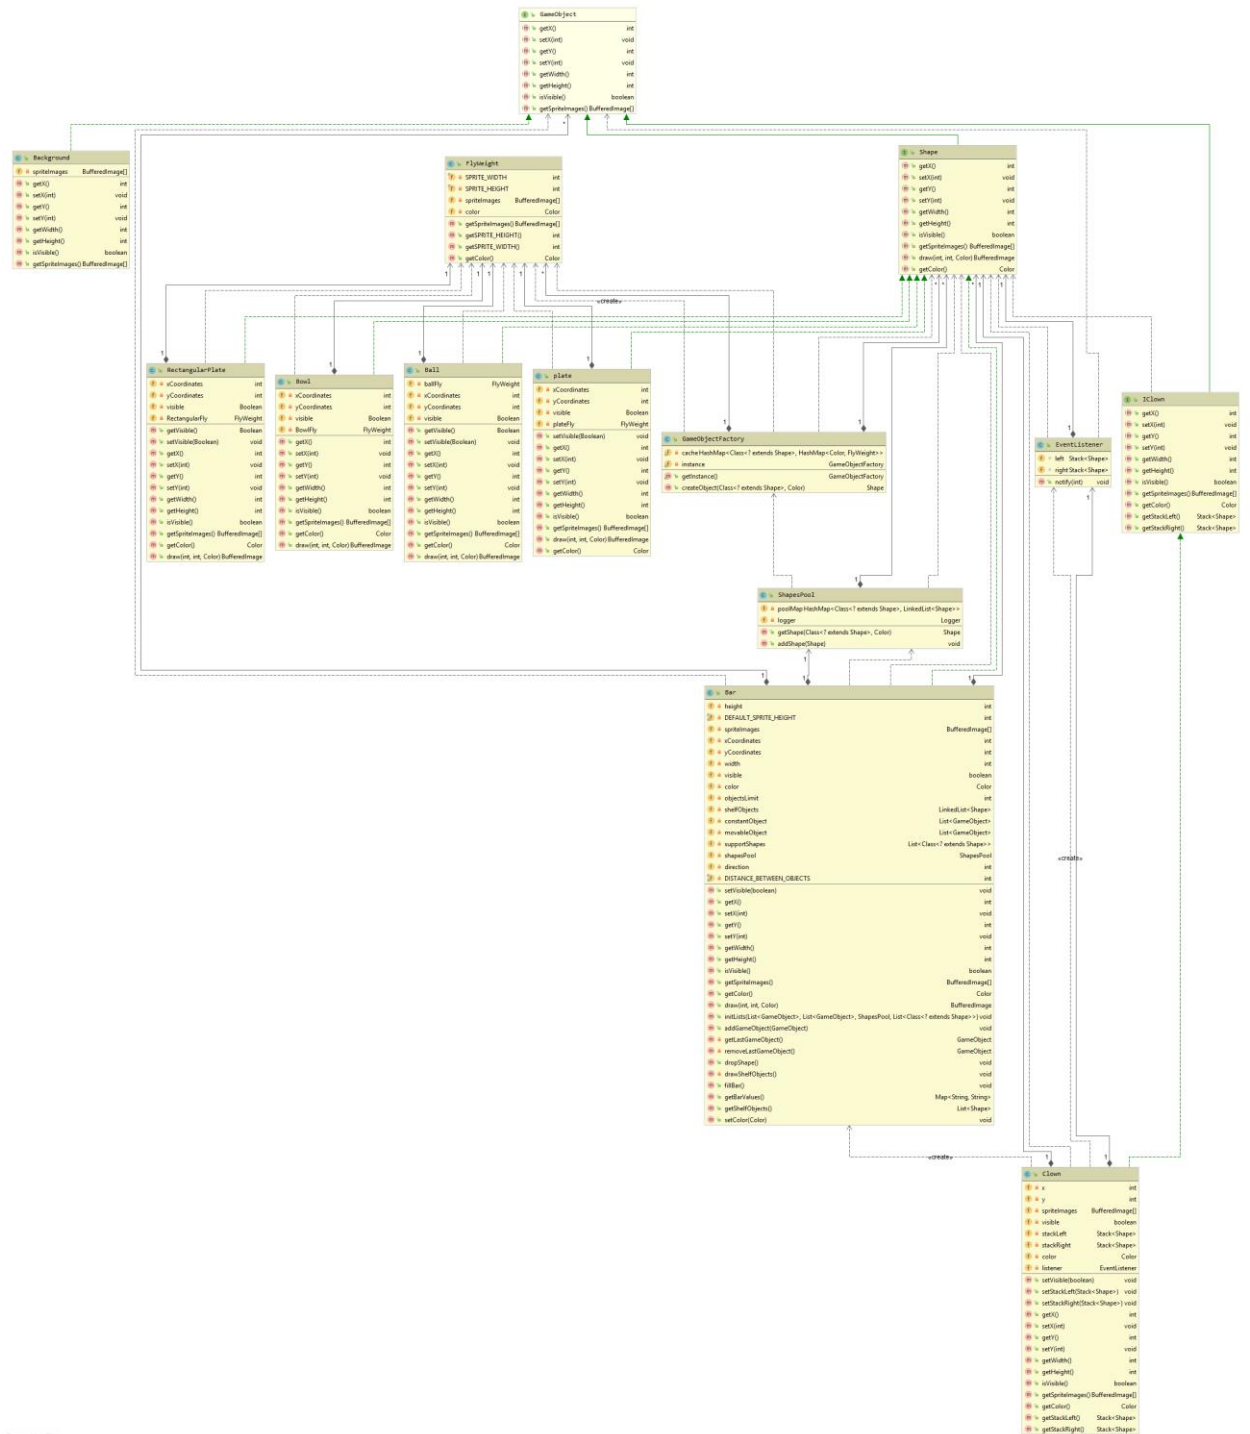 GameObject
getX() int
setX(int) void
getY() int
setY(int) void
getWidth() int
getHeight() int
isVisible() boolean
getSpriteImages() BufferedImage[]
*
Background
spriteImages BufferedImage[]
getX() int
setX(int) void
getY() int
setY(int) void
getWidth() int
getHeight() int
isVisible() boolean
getSpriteImages() BufferedImage[]
FlyWeight
SPRITE_WIDTH int
SPRITE_HEIGHT int
spriteImages BufferedImage[]
color Color
getSpriteImages() BufferedImage[]
getSPRITE_HEIGHT() int
getSPRITE_WIDTH() int
getColor() Color
Shape
getX() int
setX(int) void
getY() int
setY(int) void
getWidth() int
getHeight() int
isVisible() boolean
getSpriteImages() BufferedImage[]
draw(int, int, Color) BufferedImage
getColor() Color
1 1 1 1 1 *
* * * 1 1 1
«create»
1 1 1 1 1 1 1
RectangularPlate
xCoordinates int
yCoordinates int
visible Boolean
RectangularFly FlyWeight
getVisible() Boolean
setVisible(Boolean) void
getX() int
setX(int) void
getY() int
setY(int) void
getWidth() int
getHeight() int
isVisible() boolean
getSpriteImages() BufferedImage[]
getColor() Color
draw(int, int, Color) BufferedImage
Bowl
xCoordinates int
yCoordinates int
visible Boolean
BowlFly FlyWeight
getX() int
setX(int) void
getY() int
setY(int) void
getWidth() int
getHeight() int
isVisible() boolean
getSpriteImages() BufferedImage[]
getColor() Color
draw(int, int, Color) BufferedImage
Ball
ballFly FlyWeight
xCoordinates int
yCoordinates int
visible Boolean
getVisible() Boolean
setVisible(Boolean) void
getX() int
setX(int) void
getY() int
setY(int) void
getWidth() int
getHeight() int
isVisible() boolean
getSpriteImages() BufferedImage[]
getColor() Color
draw(int, int, Color) BufferedImage
plate
xCoordinates int
yCoordinates int
visible Boolean
plateFly FlyWeight
setVisible(Boolean) void
getX() int
setX(int) void
getY() int
setY(int) void
getWidth() int
getHeight() int
isVisible() boolean
getSpriteImages() BufferedImage[]
draw(int, int, Color) BufferedImage
getColor() Color
GameObjectFactory
cache HashMap<Class<? extends Shape>, HashMap<Color, FlyWeight>>
instance GameObjectFactory
getInstance() GameObjectFactory
createObject(Class<? extends Shape>, Color) Shape
EventListener
left Stack<Shape>
right Stack<Shape>
notify(int) void
1
IClown
getX() int
setX(int) void
getY() int
setY(int) void
getWidth() int
getHeight() int
isVisible() boolean
getSpriteImages() BufferedImage[]
getColor() Color
getStackLeft() Stack<Shape>
getStackRight() Stack<Shape>
1
ShapesPool
poolMap HashMap<Class<? extends Shape>, LinkedList<Shape>>
logger Logger
getShape(Class<? extends Shape>, Color) Shape
addShape(Shape) void
1
1 1 1
Bar
height int
DEFAULT_SPRITE_HEIGHT int
spriteImages BufferedImage[]
xCoordinates int
yCoordinates int
width int
visible boolean
color Color
objectsLimit int
shelfObjects LinkedList<Shape>
constantObject List<GameObject>
movableObject List<GameObject>
supportShapes List<Class<? extends Shape>>
shapesPool ShapesPool
direction int
DISTANCE_BETWEEN_OBJECTS int
setVisible(boolean) void
getX() int
setX(int) void
getY() int
setY(int) void
getWidth() int
getHeight() int
isVisible() boolean
getSpriteImages() BufferedImage[]
getColor() Color
draw(int, int, Color) BufferedImage
initLists(List<GameObject>, List<GameObject>, ShapesPool, List<Class<? extends Shape>>) void
addGameObject(GameObject) void
getLastGameObject() GameObject
removeLastGameObject() GameObject
dropShape() void
drawShelfObjects() void
fillBar() void
getBarValues() Map<String, String>
getShelfObjects() List<Shape>
setColor(Color) void
«create»
«create»
1 1
Clown
x int
y int
spriteImages BufferedImage[]
visible boolean
stackLeft Stack<Shape>
stackRight Stack<Shape>
color Color
listener EventListener
setVisible(boolean) void
setStackLeft(Stack<Shape>) void
setStackRight(Stack<Shape>) void
getX() int
setX(int) void
getY() int
setY(int) void
getWidth() int
getHeight() int
isVisible() boolean
getSpriteImages() BufferedImage[]
getColor() Color
getStackLeft() Stack<Shape>
getStackRight() Stack<Shape>